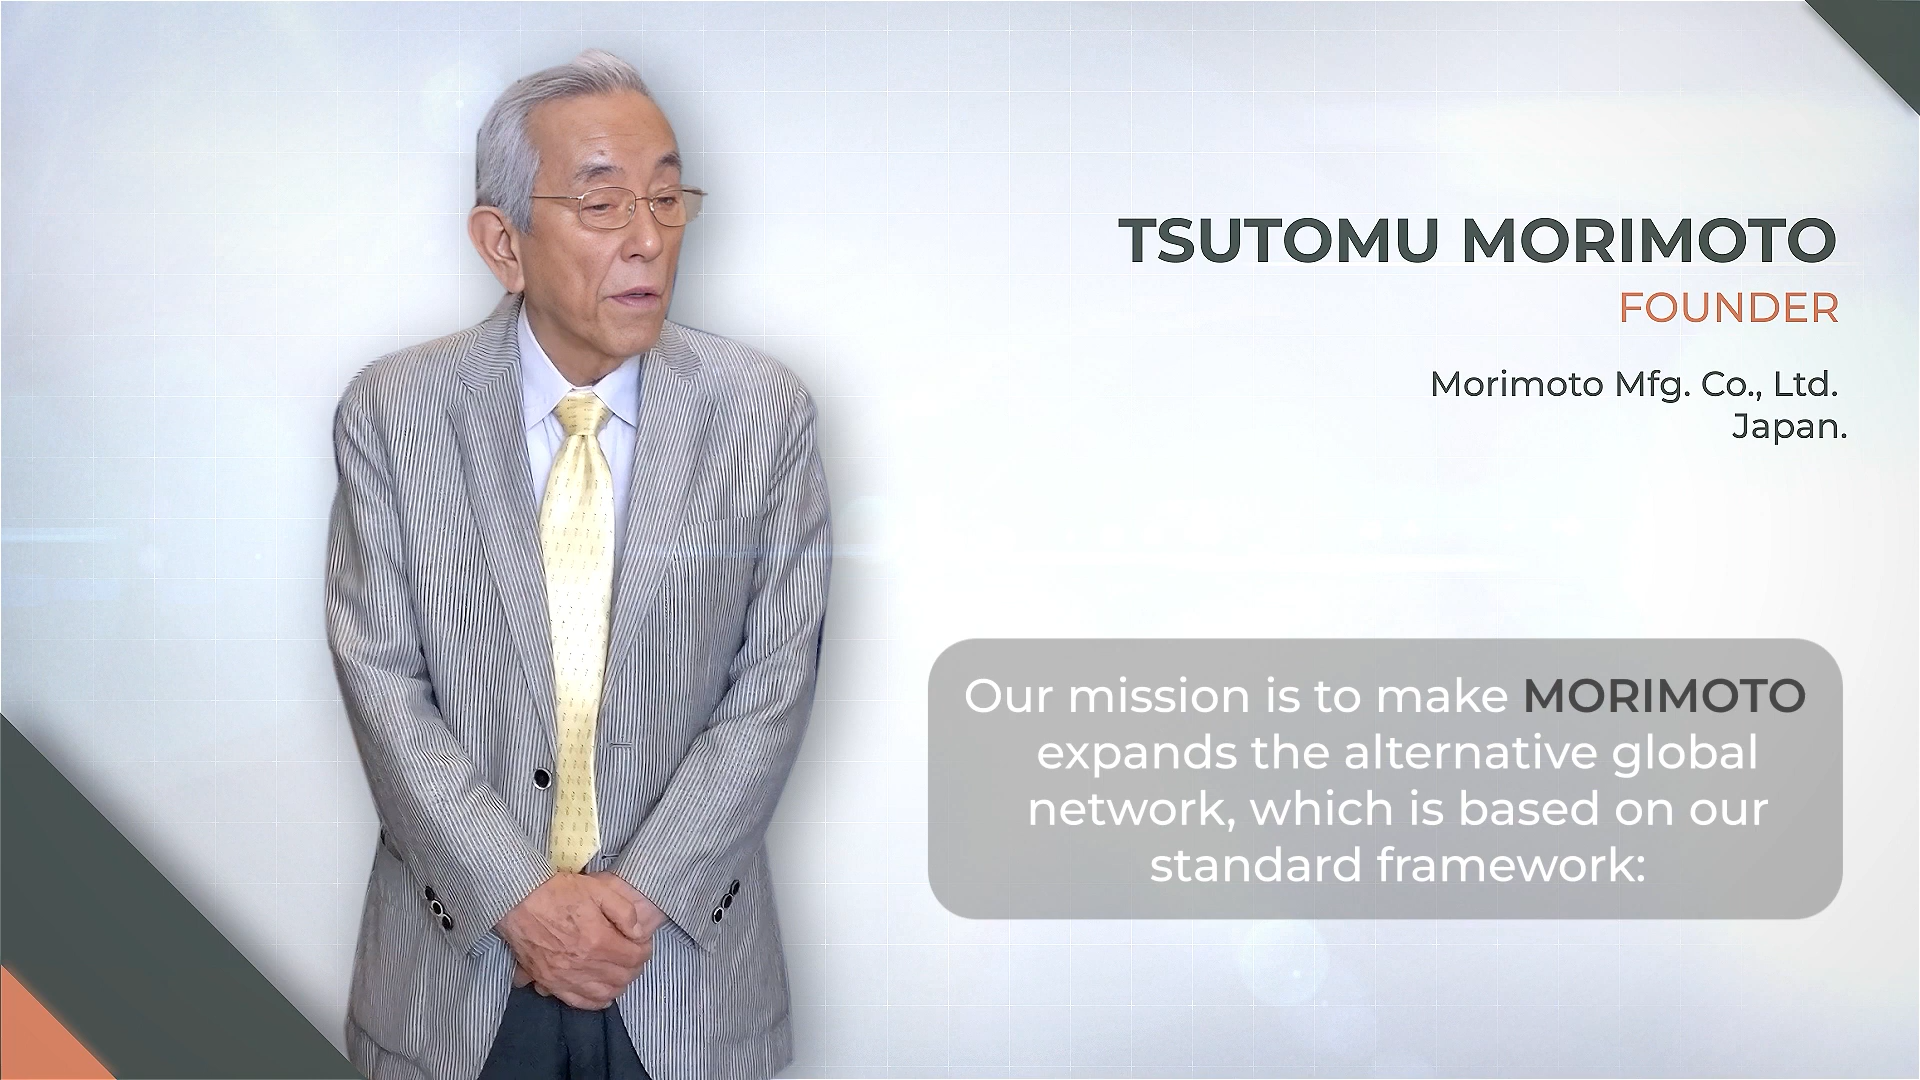 TSUTOMU MORIMOTO
FOUNDER
Morimoto Mfg. Co., Ltd.
Japan.
Our mission is to make MORIMOTO
expands the alternative global
network, which is based on our
standard framework: